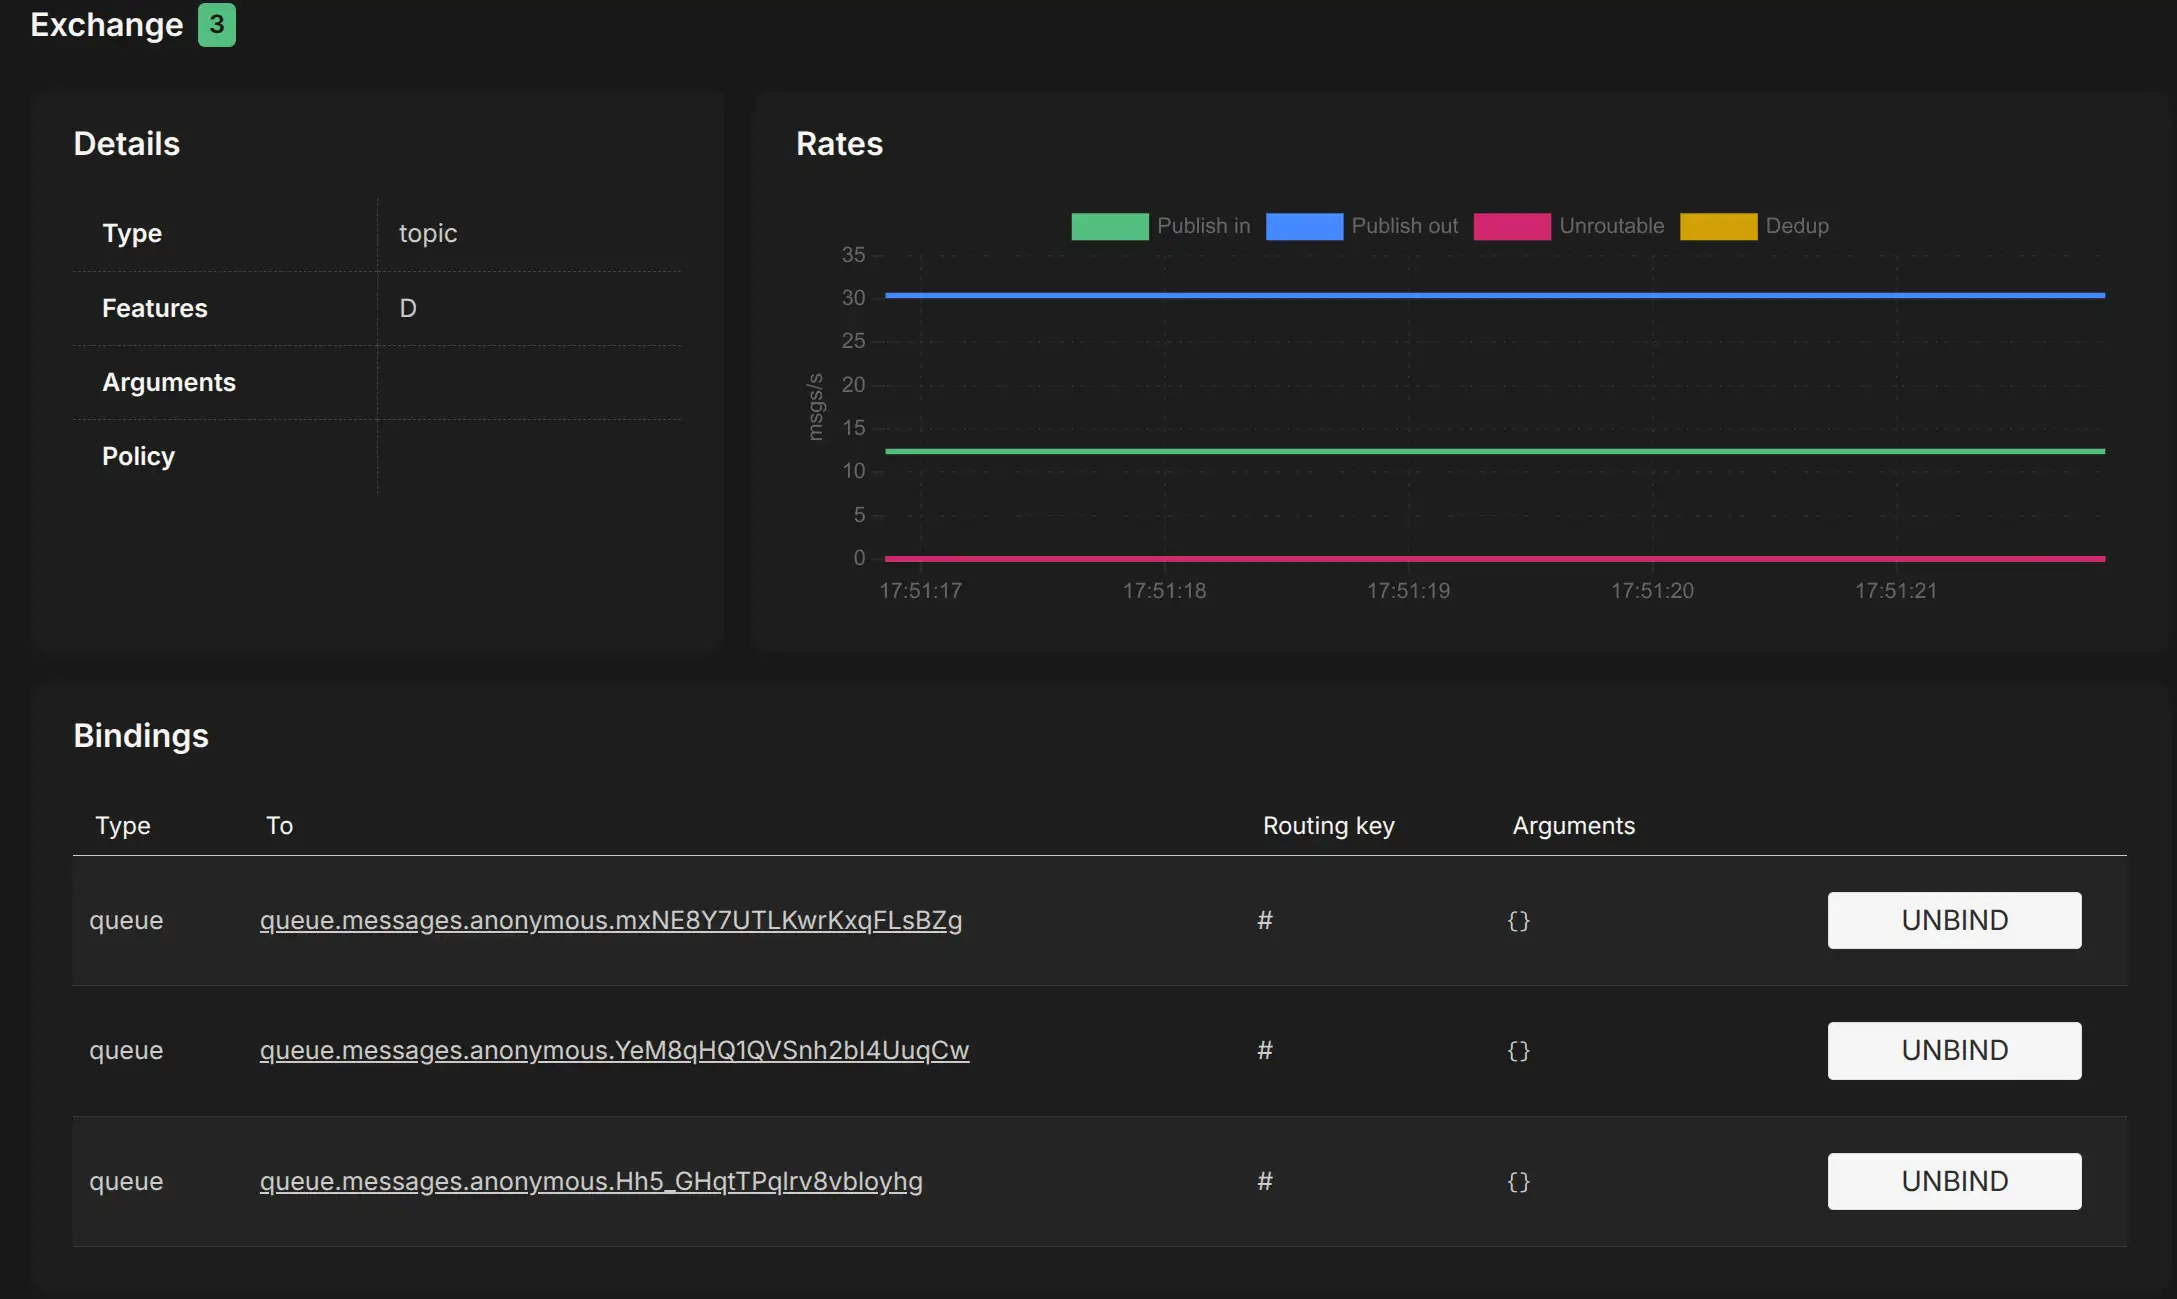 Exchange 3
Details
Type topic
Features D
Arguments
Policy
Rates
Publish in Publish out Unroutable Dedup
msgs/s
35
30
25
20
15
10
5
0
17:51:17 17:51:18 17:51:19 17:51:20 17:51:21
Bindings
Type To Routing key Arguments
queue queue.messages.anonymous.mxNE8Y7UTLKwrKxqFLsBZg # {} UNBIND
queue queue.messages.anonymous.YeM8qHQ1QVSnh2bI4UuqCw # {} UNBIND
queue queue.messages.anonymous.Hh5_GHqtTPqIrv8vbloyhg # {} UNBIND